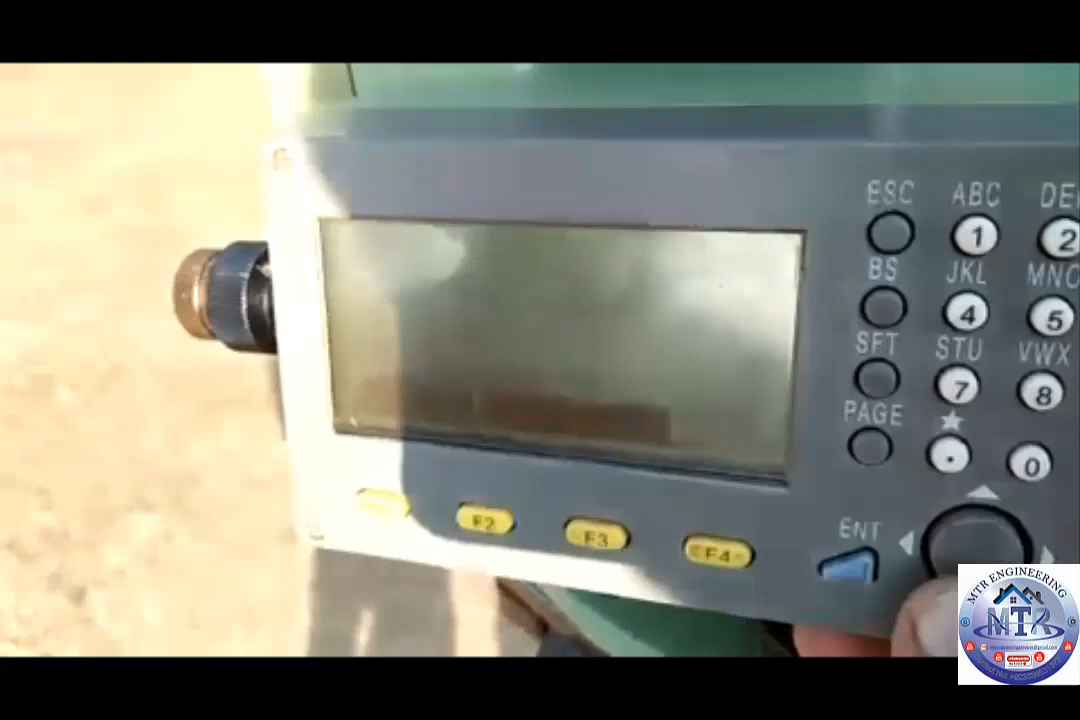 ESC ABC DEF
1 2
BS JKL MNO
4 5
SFT STU VWX
7 8
PAGE
. 0
F2 F3 F4
ENT
MTR ENGINEERING
MTR